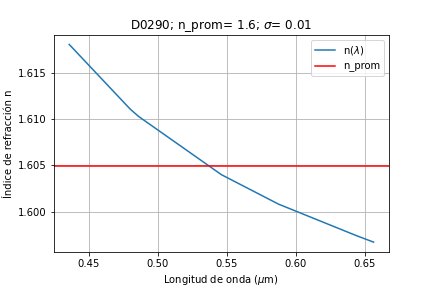 D0290; n_prom= 1.6; σ= 0.01
n(λ)
n_prom
Índice de refracción n
1.615
1.610
1.605
1.600
0.45 0.50 0.55 0.60 0.65
Longitud de onda (μm)